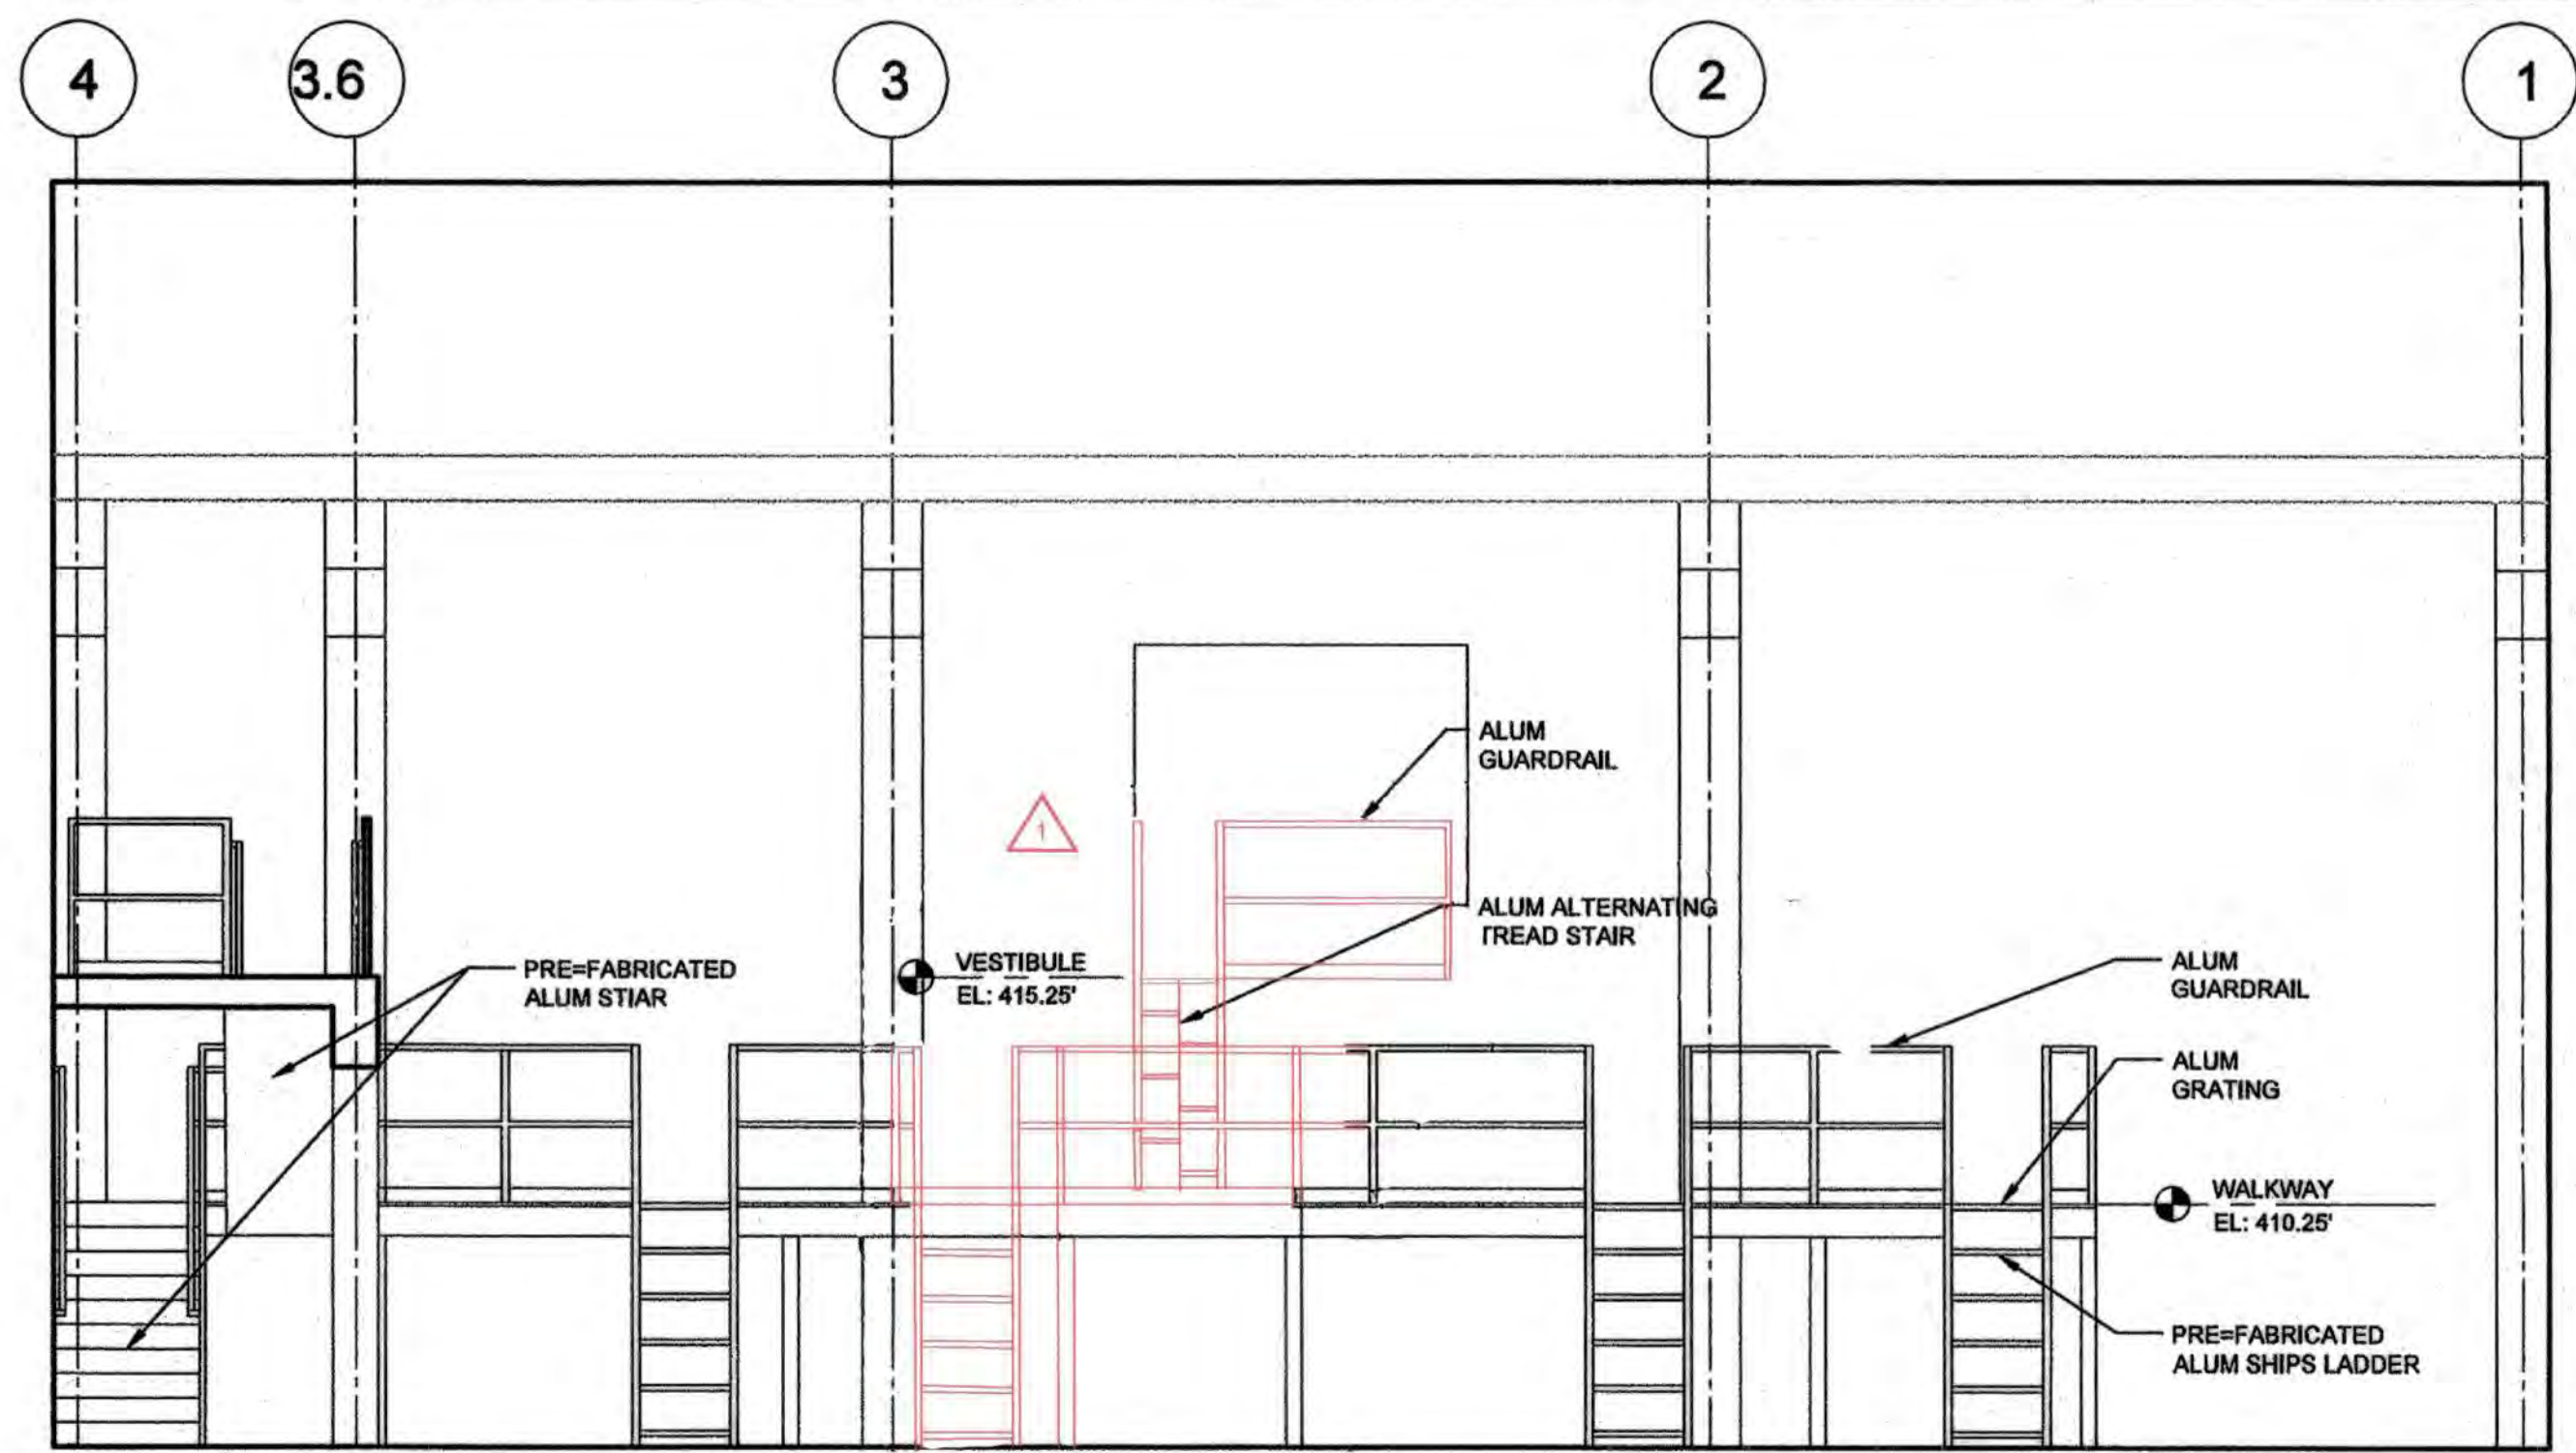 4
3.6
3
2
1
ALUM
GUARDRAIL
1
ALUM ALTERNATING
TREAD STAIR
VESTIBULE
EL: 415.25'
PRE=FABRICATED
ALUM STIAR
ALUM
GUARDRAIL
ALUM
GRATING
WALKWAY
EL: 410.25'
PRE=FABRICATED
ALUM SHIPS LADDER